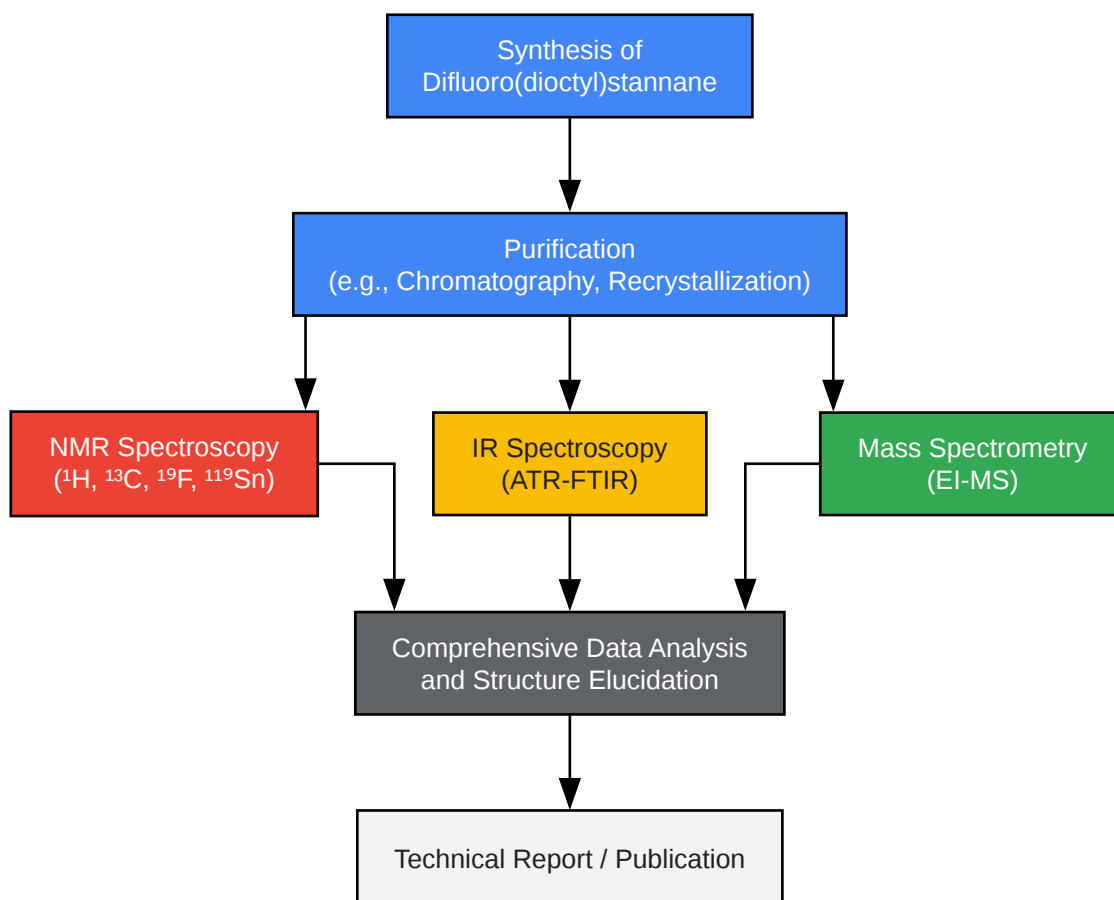 Synthesis of
Difluoro(dioctyl)stannane
Purification
(e.g., Chromatography, Recrystallization)
NMR Spectroscopy
(¹H, ¹³C, ¹⁹F, ¹¹⁹Sn)
IR Spectroscopy
(ATR-FTIR)
Mass Spectrometry
(EI-MS)
Comprehensive Data Analysis
and Structure Elucidation
Technical Report / Publication